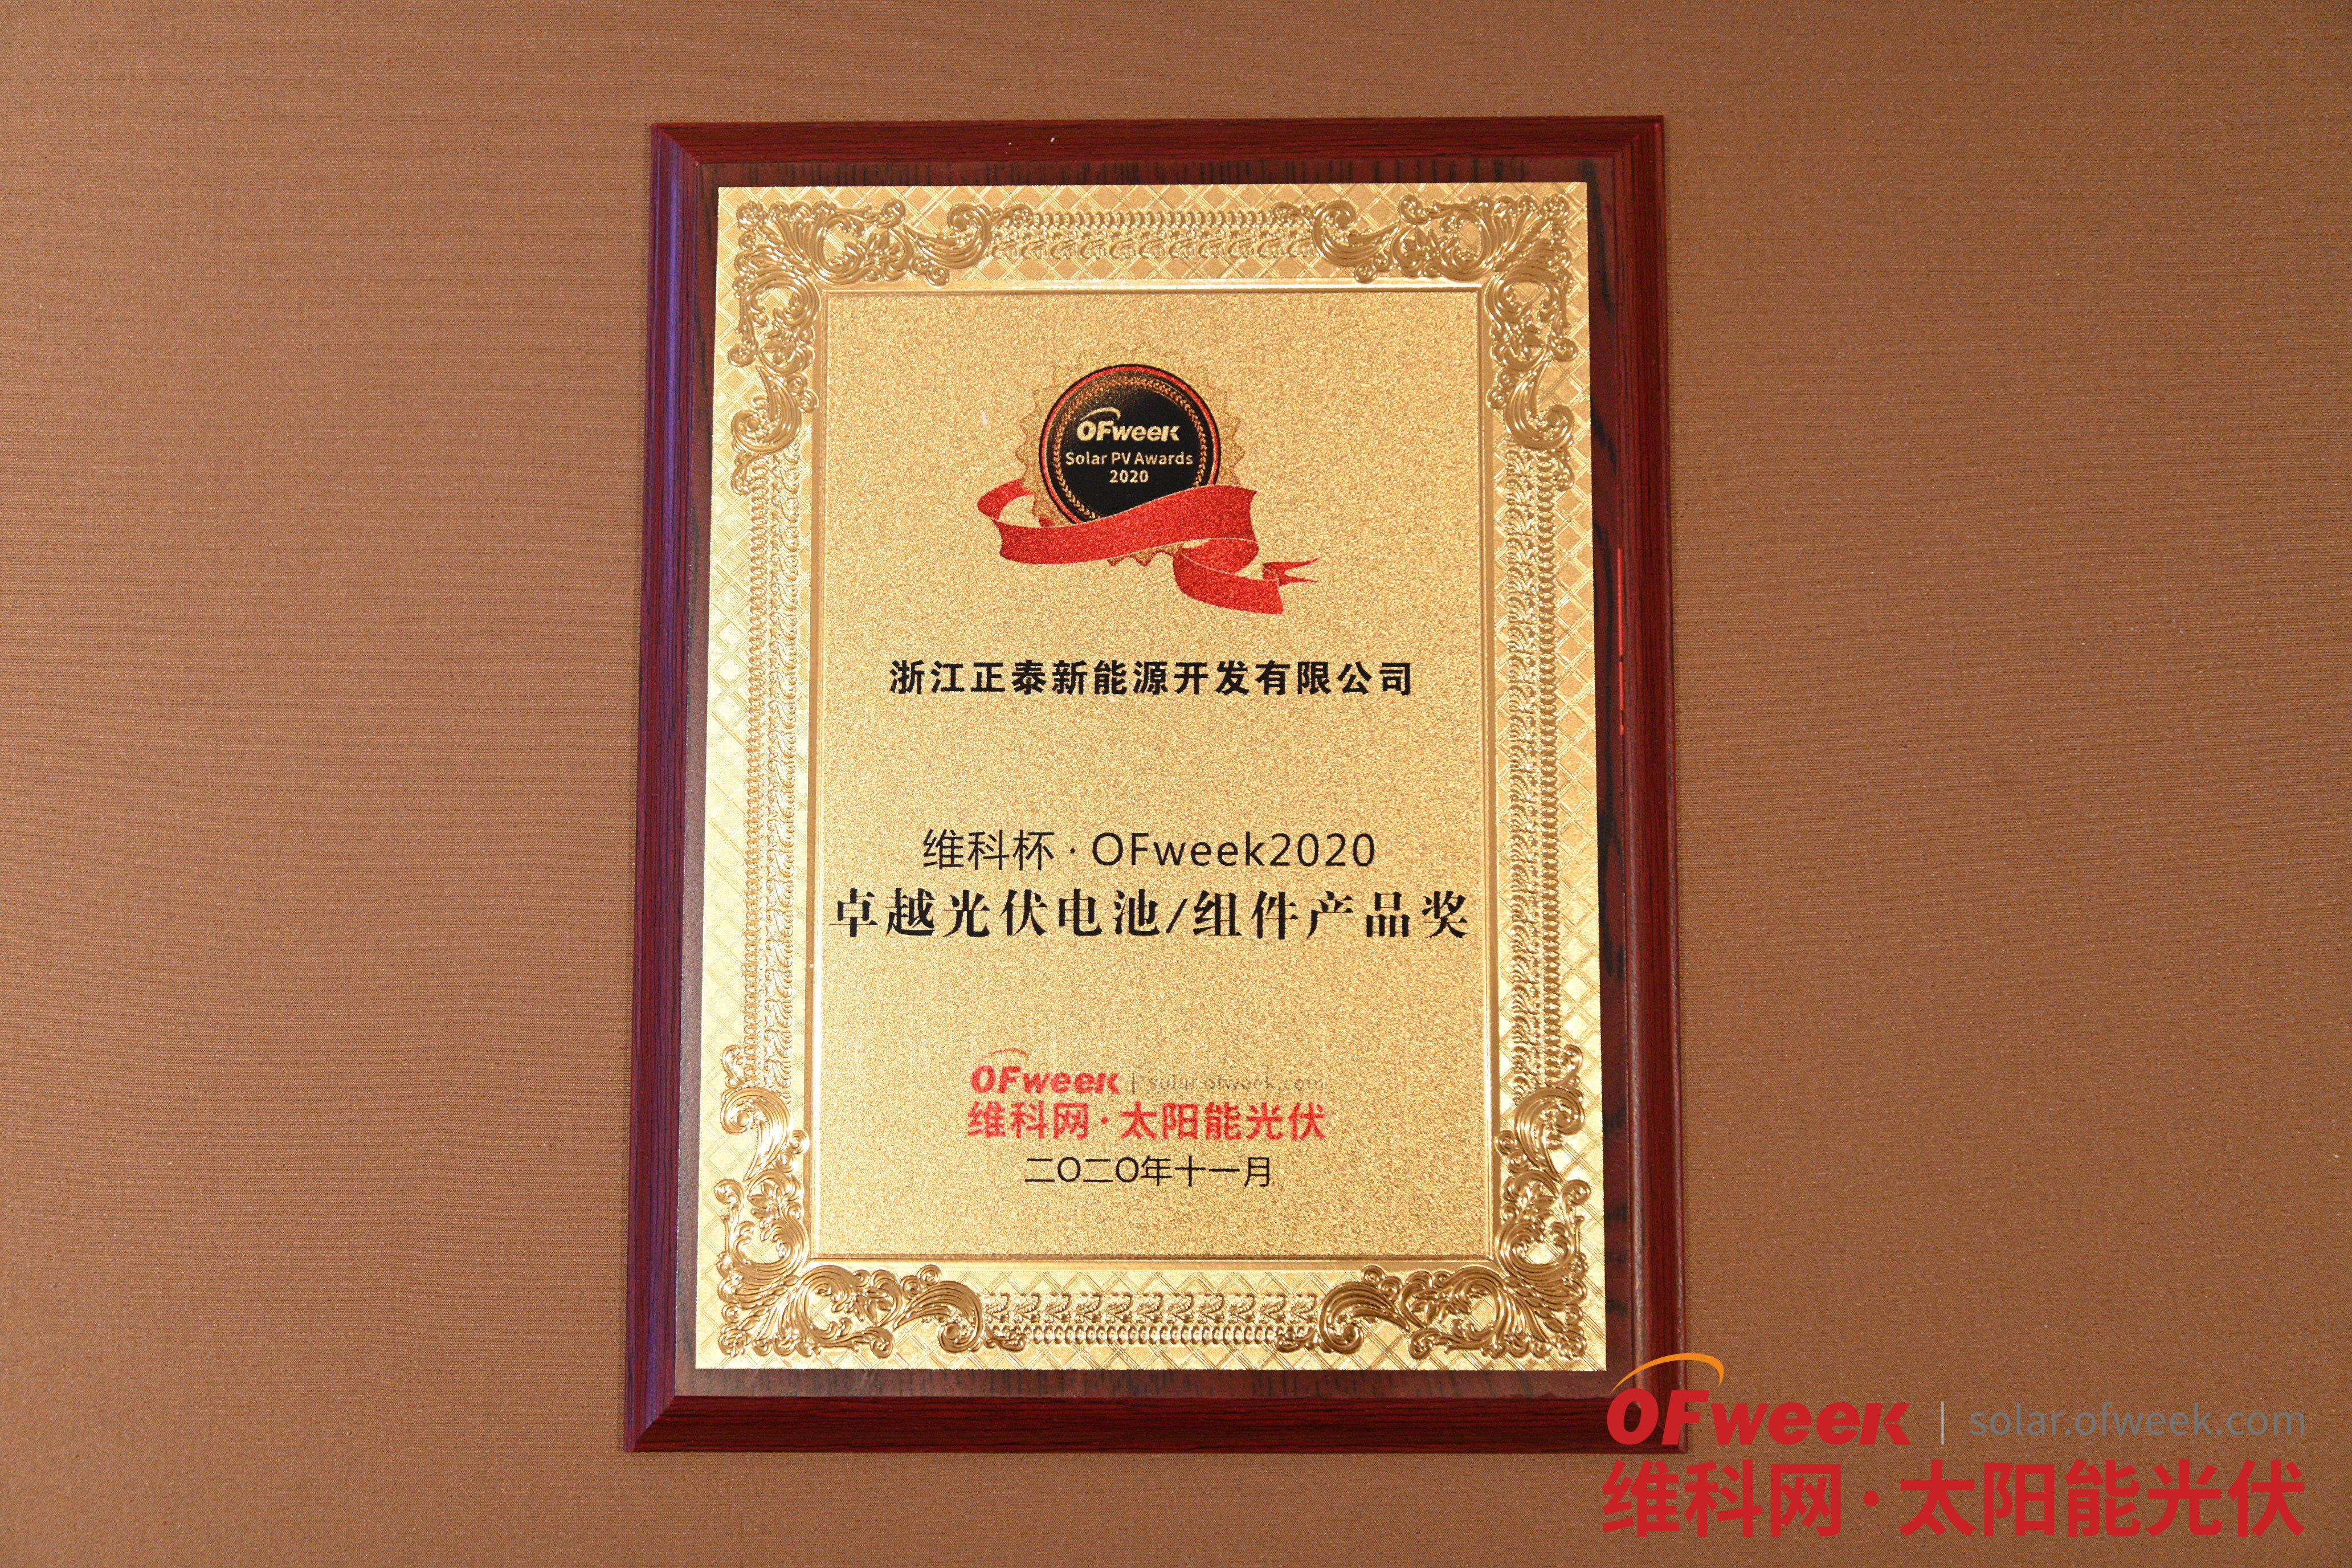 OFweek
Solar PV Awards
2020
浙江正泰新能源开发有限公司
维科杯·OFweek2020
卓越光伏电池/组件产品奖
OFweek | solar.ofweek.com
维科网·太阳能光伏
二〇二〇年十一月
OFweek | solar.ofweek.com
维科网·太阳能光伏